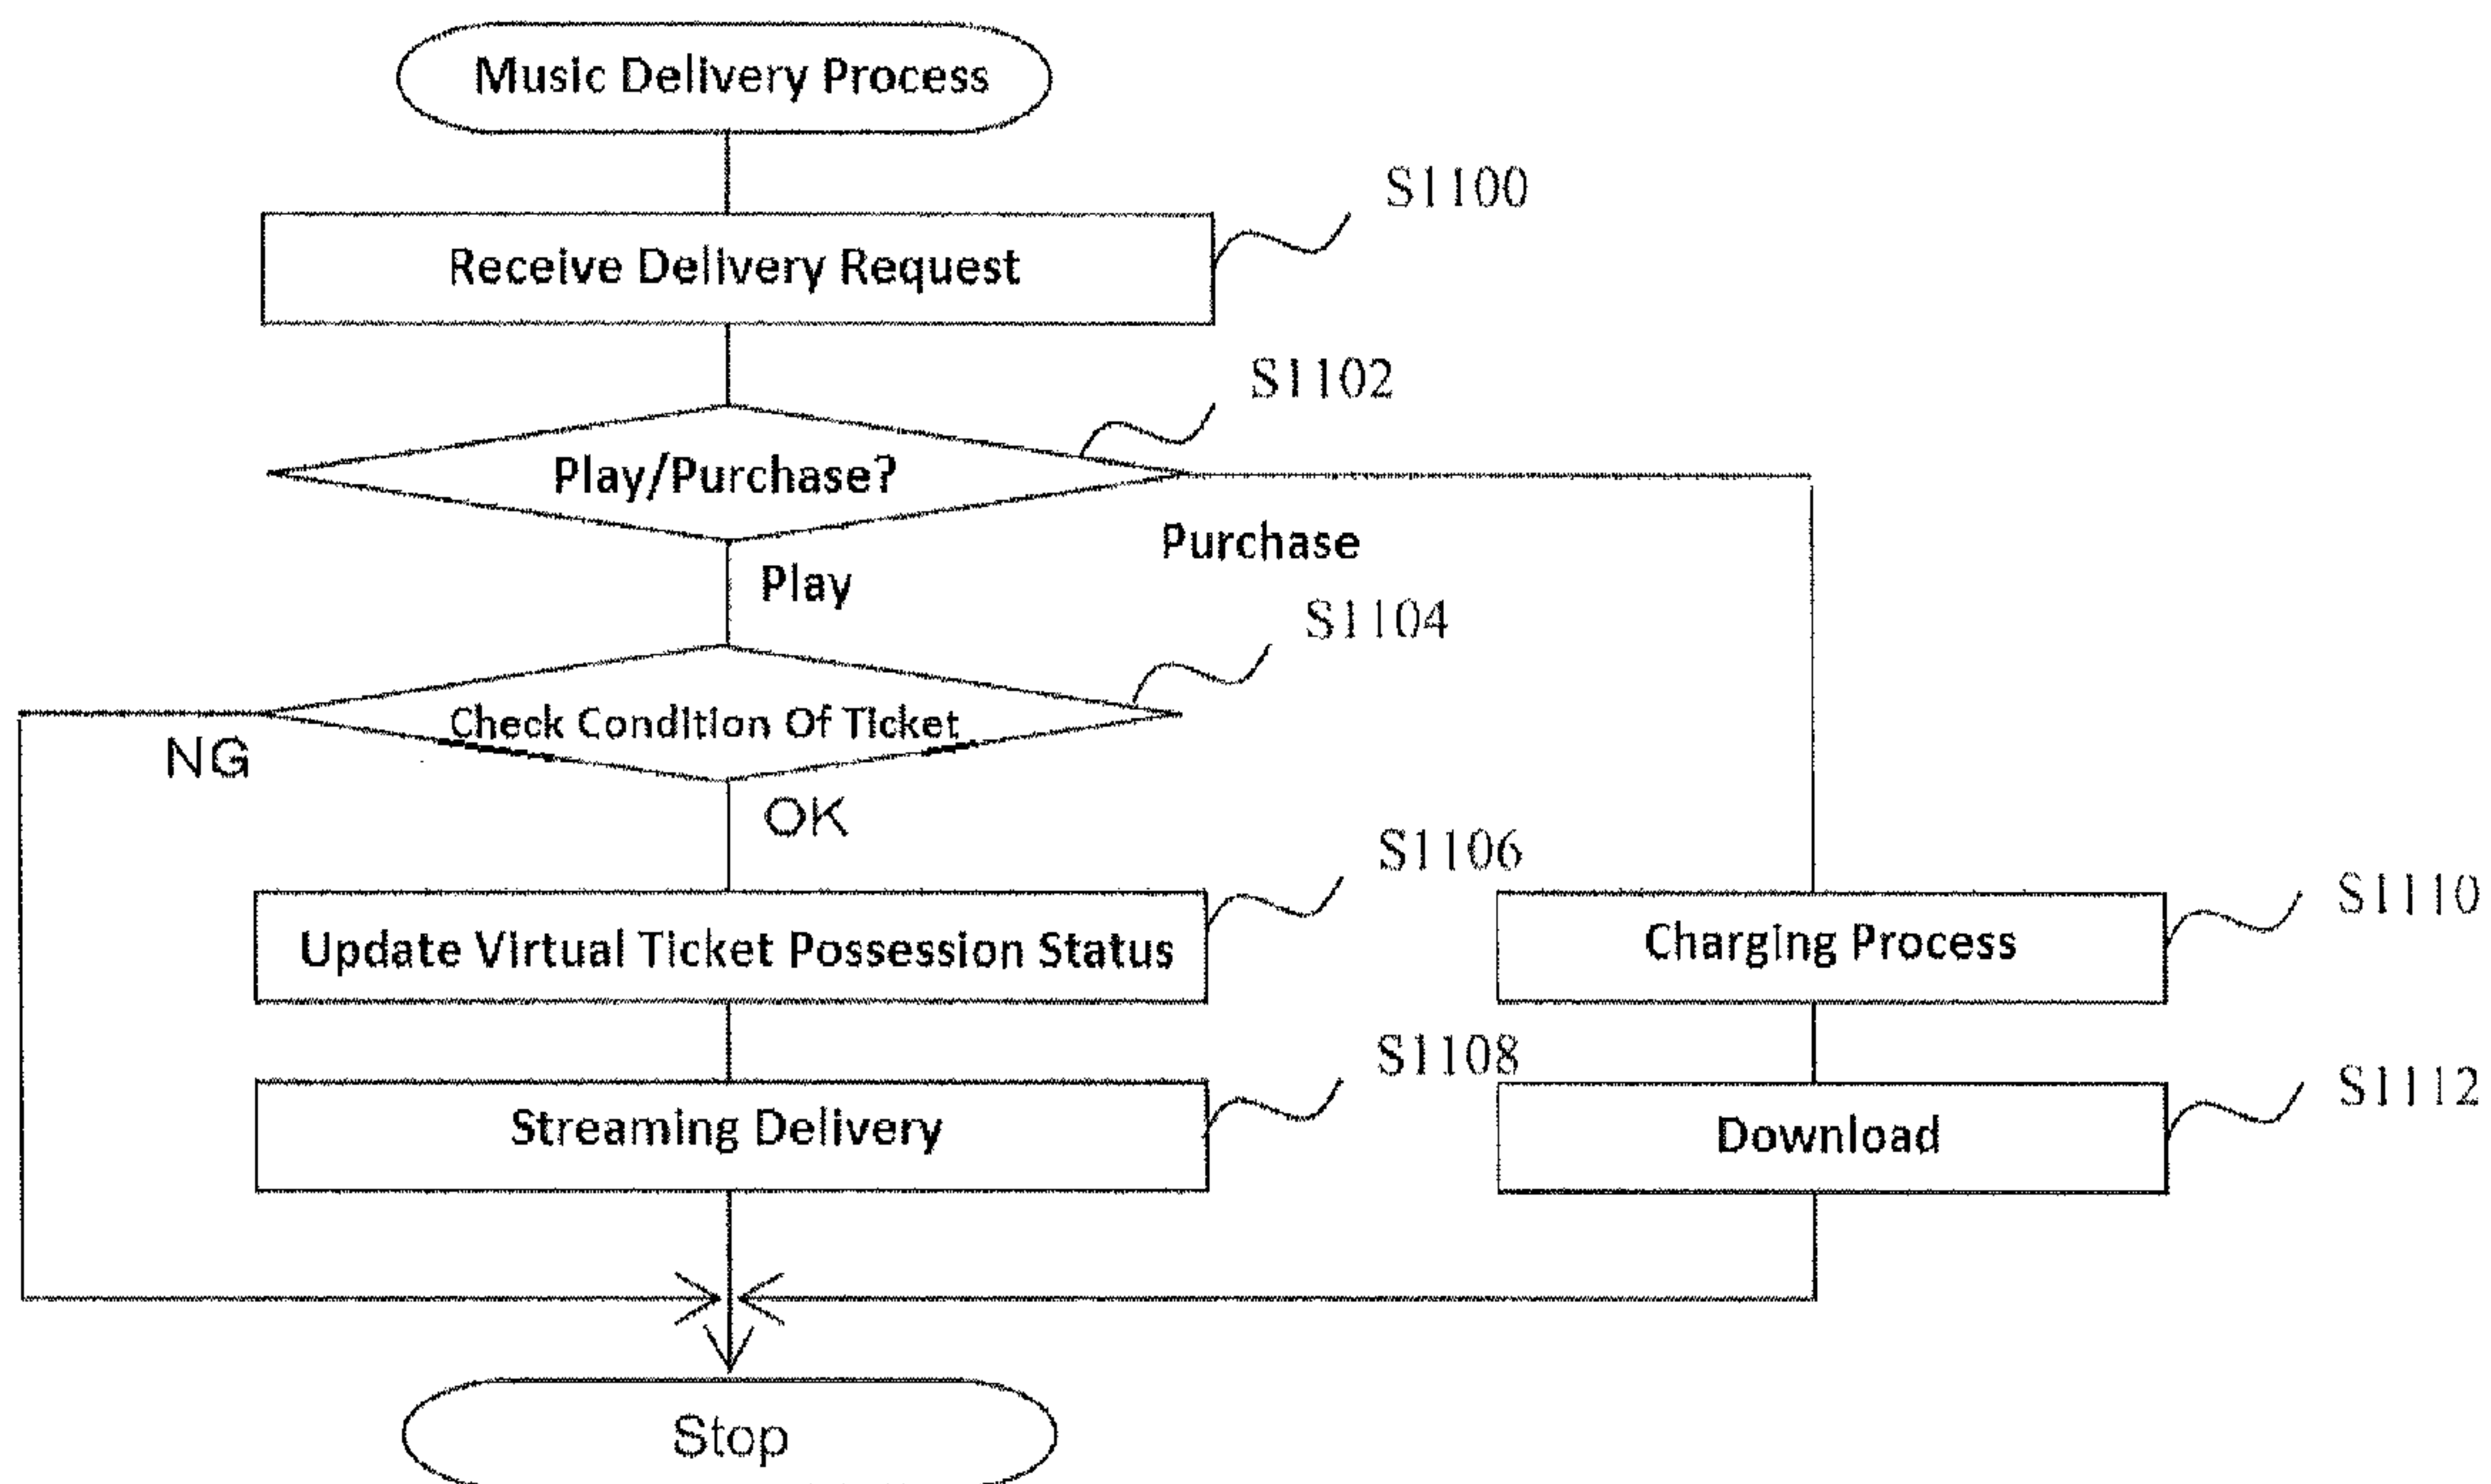 Music Delivery Process
S1100
Receive Delivery Request
S1102
Play/Purchase?
Purchase
Play
S1104
Check Condition Of Ticket
NG
OK
S1106
Update Virtual Ticket Possession Status
S1110
Charging Process
S1108
Streaming Delivery
S1112
Download
Stop